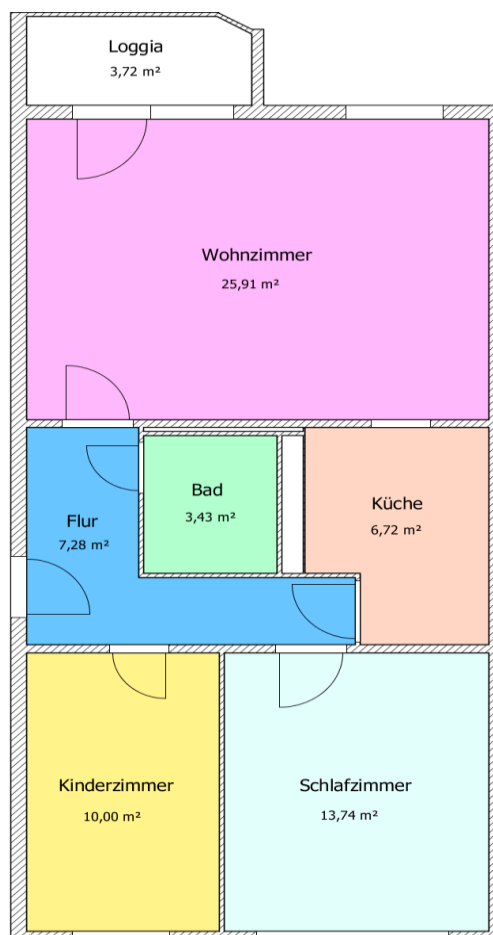 Loggia
3,72 m²
Wohnzimmer
25,91 m²
Bad
3,43 m²
Küche
6,72 m²
Flur
7,28 m²
Kinderzimmer
10,00 m²
Schlafzimmer
13,74 m²